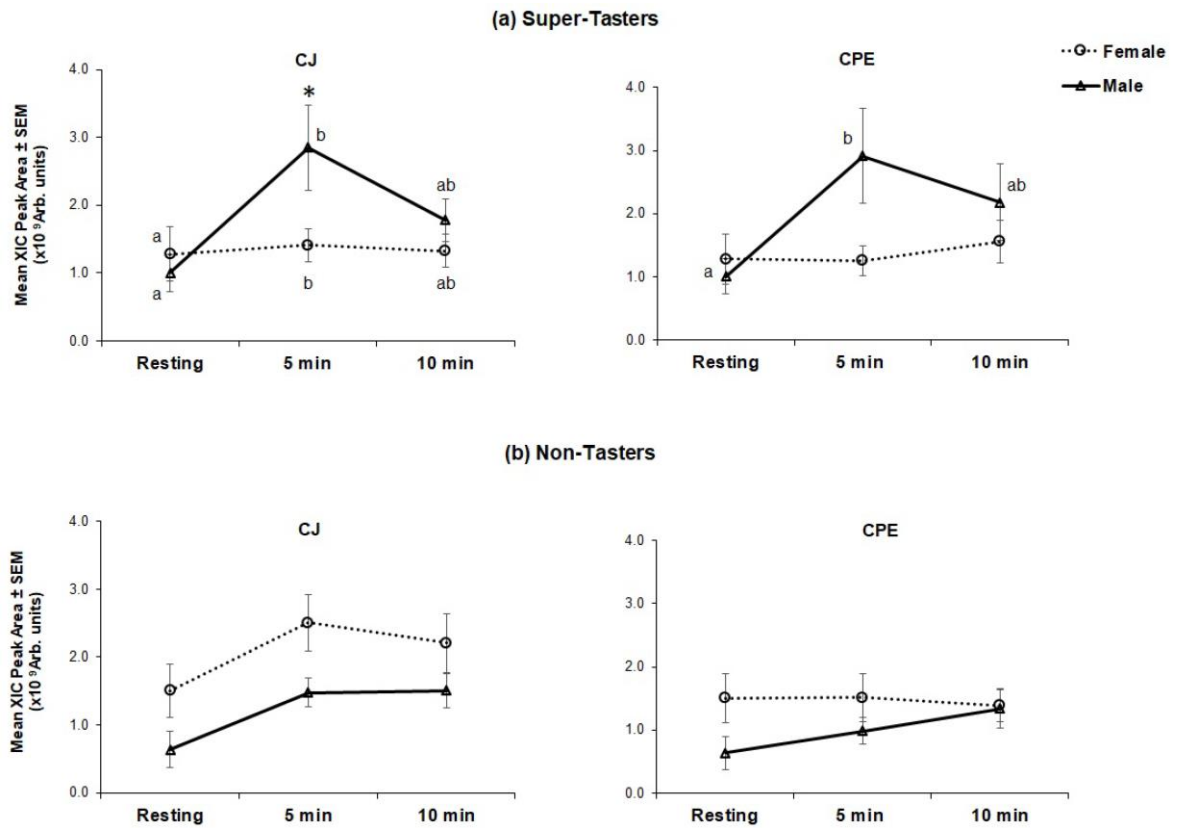 (a) Super-Tasters
CJ
CPE
Female
Male
Mean XIC Peak Area ± SEM
(x10 ⁹Arb. units)
4.0
3.0
2.0
1.0
0.0
*
b
ab
a
a
b
ab
Resting
5 min
10 min
4.0
3.0
2.0
1.0
0.0
b
ab
a
Resting
5 min
10 min
(b) Non-Tasters
CJ
CPE
Mean XIC Peak Area ± SEM
(x10 ⁹Arb. units)
4.0
3.0
2.0
1.0
0.0
Resting
5 min
10 min
4.0
3.0
2.0
1.0
0.0
Resting
5 min
10 min